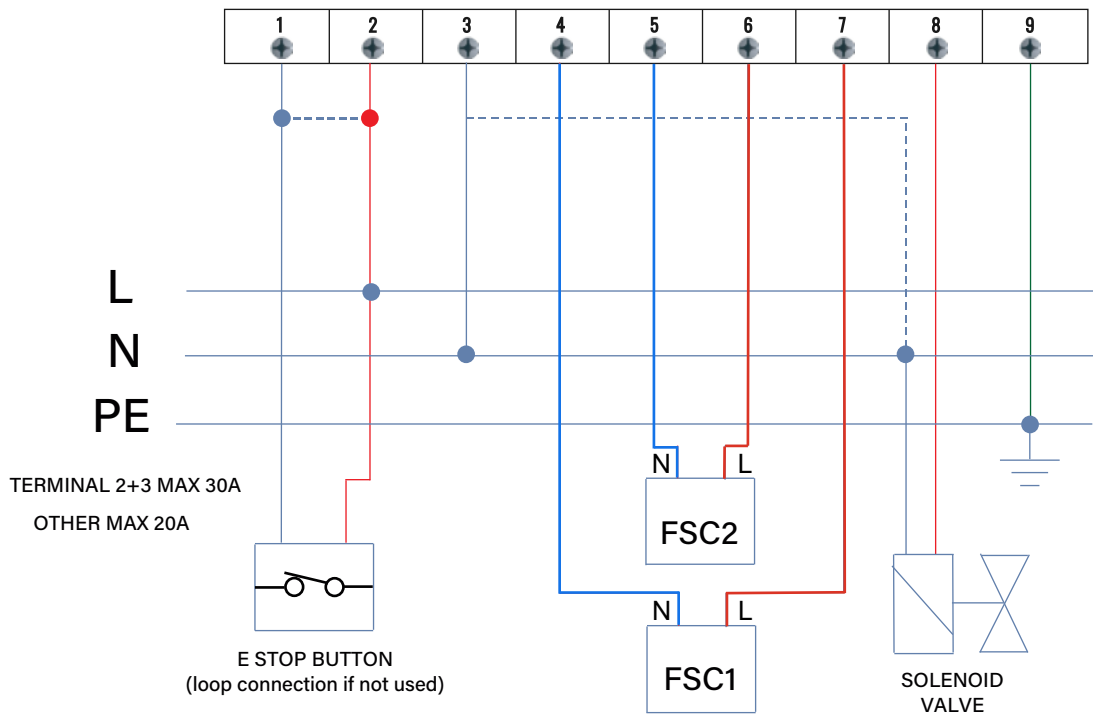 1 2 3 4 5 6 7 8 9
L
N
PE
TERMINAL 2+3 MAX 30A
OTHER MAX 20A
N L
FSC2
N L
FSC1
E STOP BUTTON
(loop connection if not used)
SOLENOID
VALVE